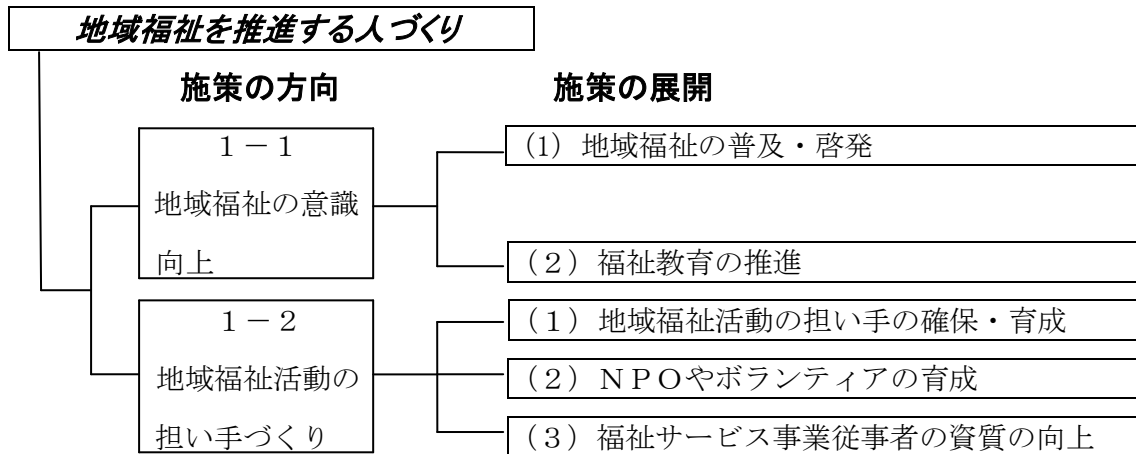 地域福祉を推進する人づくり
施策の方向
施策の展開
１－１
地域福祉の意識
向上
(1) 地域福祉の普及・啓発
（２）福祉教育の推進
１－２
地域福祉活動の
担い手づくり
（１）地域福祉活動の担い手の確保・育成
（２）ＮＰＯやボランティアの育成
（３）福祉サービス事業従事者の資質の向上